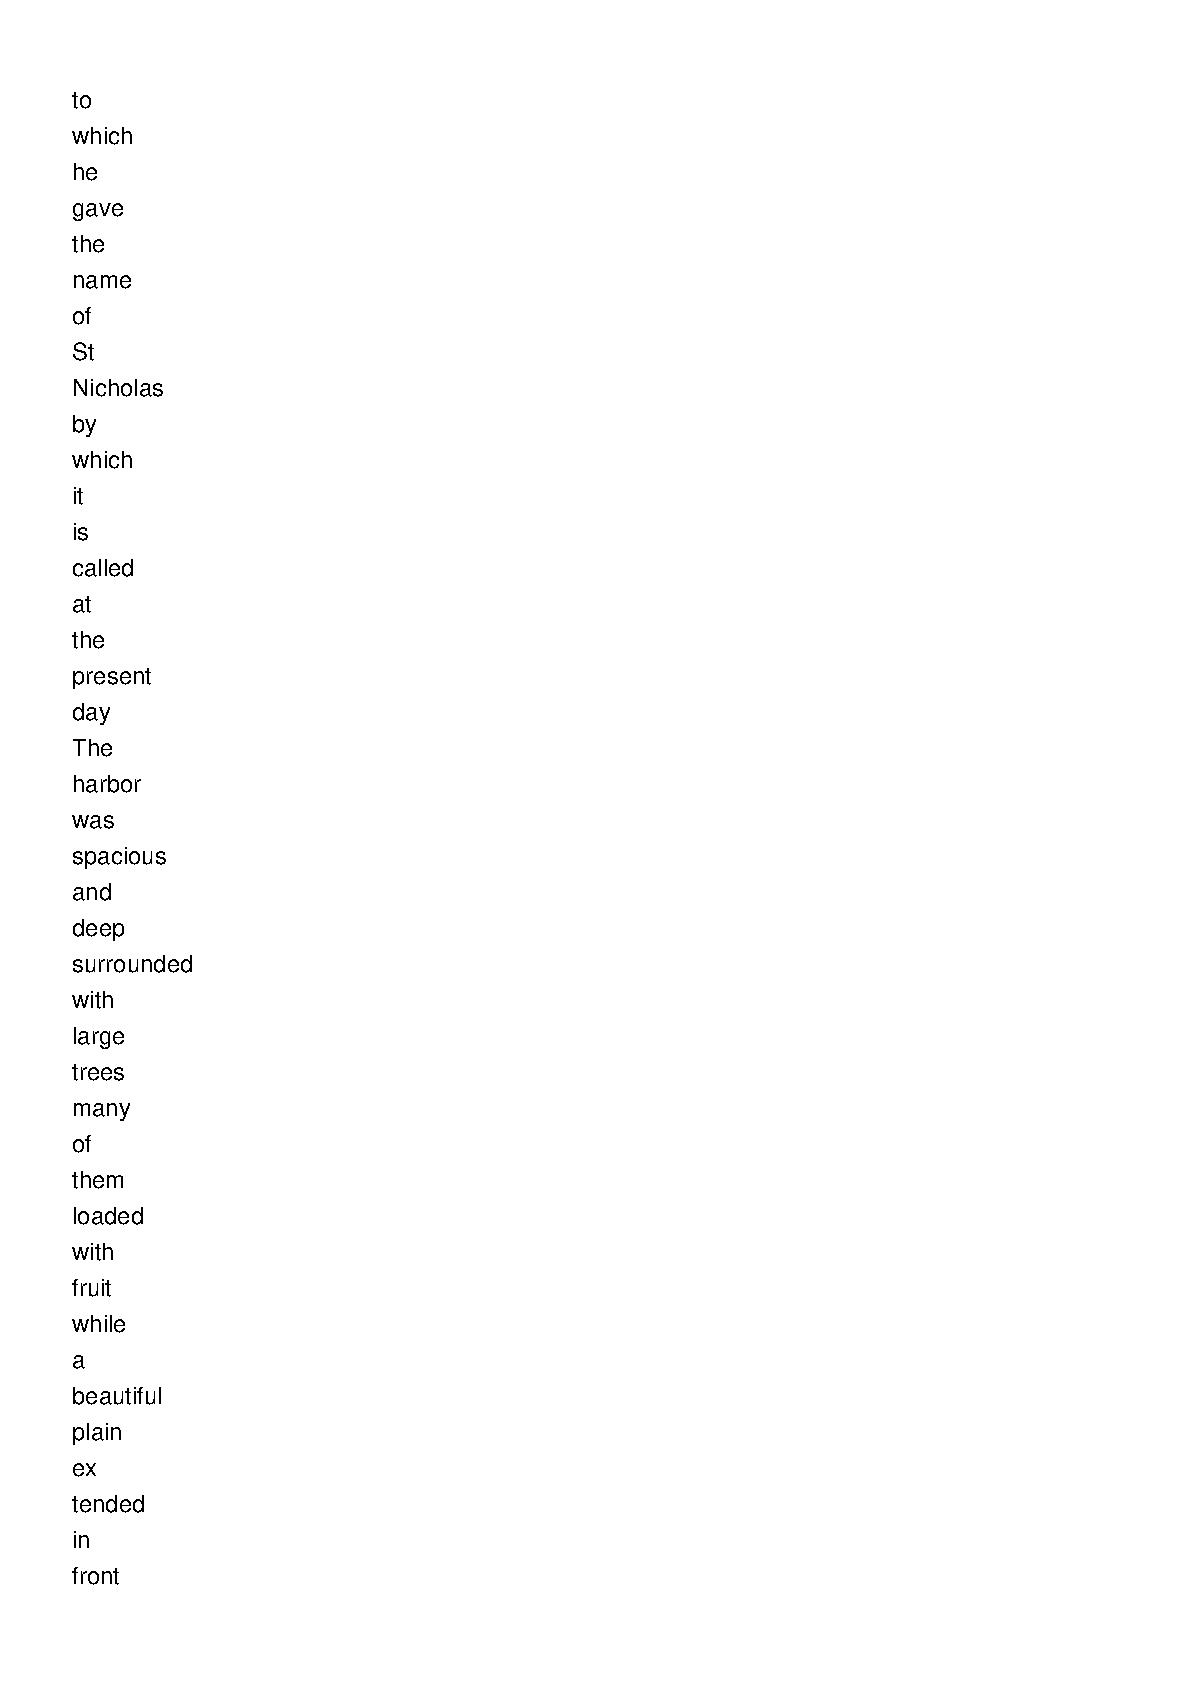 to
which
he
gave
the
name
of
St
Nicholas
by
which
it
is
called
at
the
present
day
The
harbor
was
spacious
and
deep
surrounded
with
large
trees
many
of
them
loaded
with
fruit
while
a
beautiful
plain
ex
tended
in
front